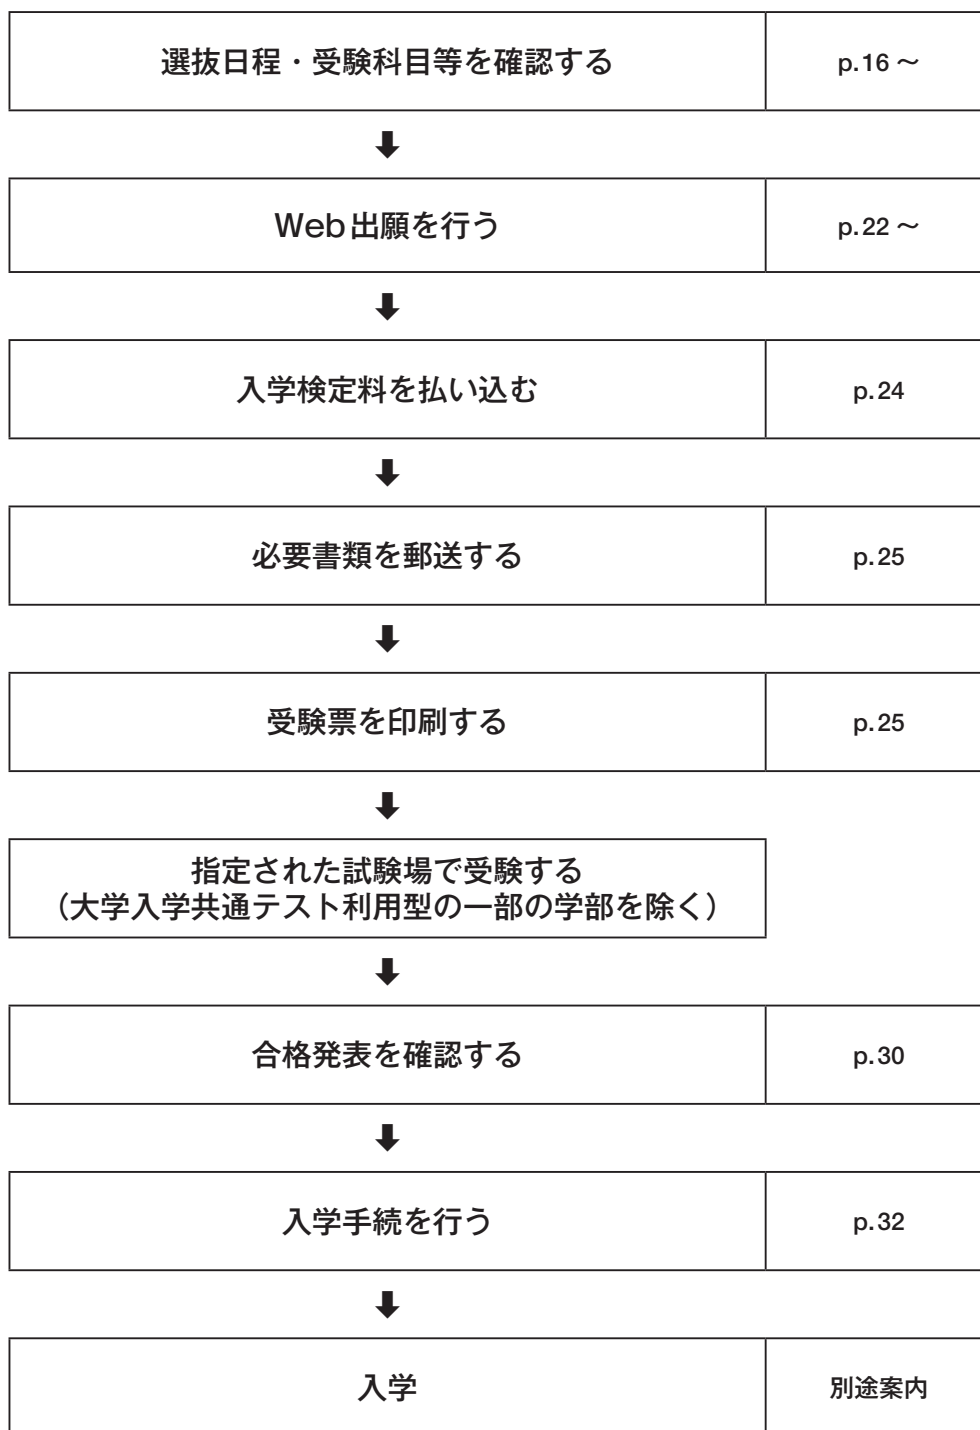 選抜日程・受験科目等を確認する
p.16 ～
⬇
Web出願を行う
p.22 ～
⬇
入学検定料を払い込む
p.24
⬇
必要書類を郵送する
p.25
⬇
受験票を印刷する
p.25
⬇
指定された試験場で受験する
（大学入学共通テスト利用型の一部の学部を除く）
⬇
合格発表を確認する
p.30
⬇
入学手続を行う
p.32
⬇
入学
別途案内